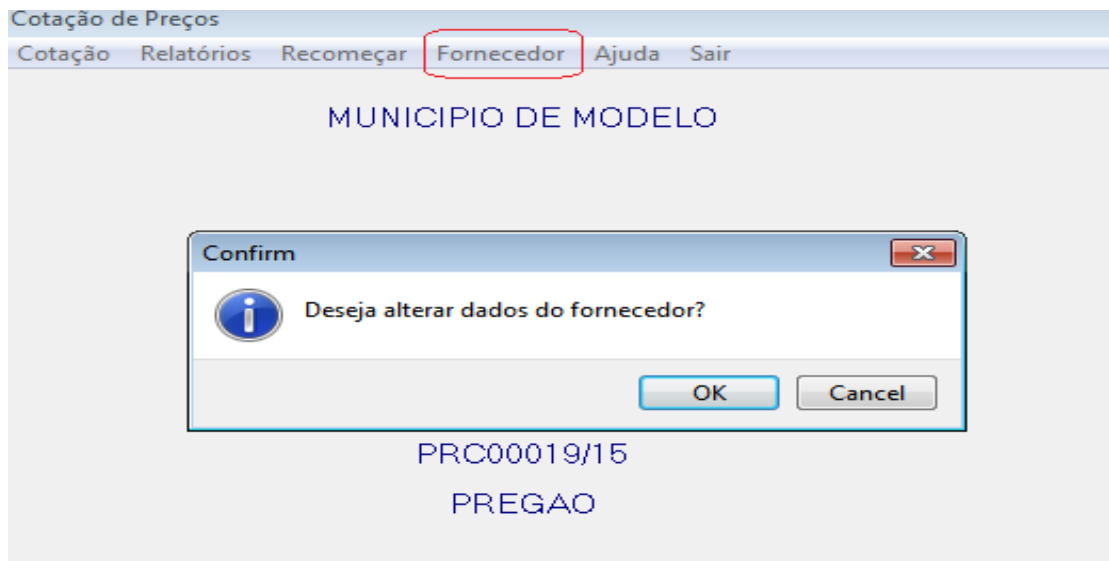 Cotação de Preços
Cotação Relatórios Recomeçar Fornecedor Ajuda Sair
MUNICIPIO DE MODELO
Confirm
Deseja alterar dados do fornecedor?
OK Cancel
PRC00019/15
PREGAO